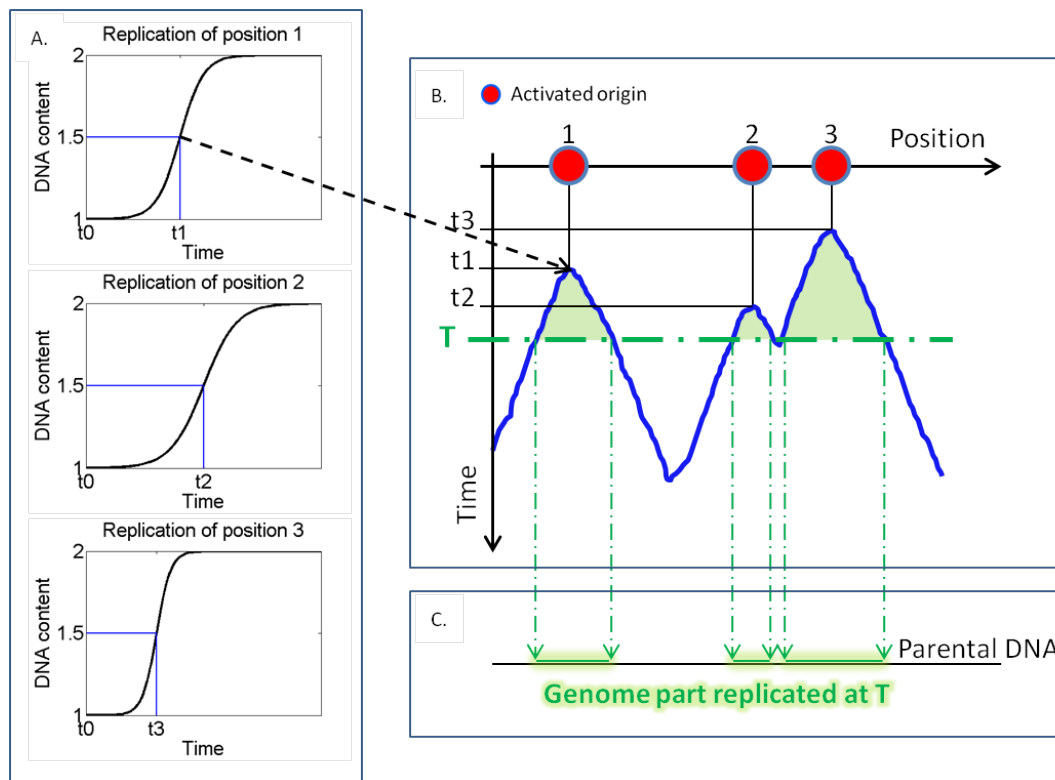 A.
Replication of position 1
2
1.5
1
DNA content
t0
t1
Time
Replication of position 2
2
1.5
1
DNA content
t0
t2
Time
Replication of position 3
2
1.5
1
DNA content
t0
t3
Time
B.
Activated origin
1
2
3
Position
t3
t1
t2
T
Time
C.
Parental DNA
Genome part replicated at T